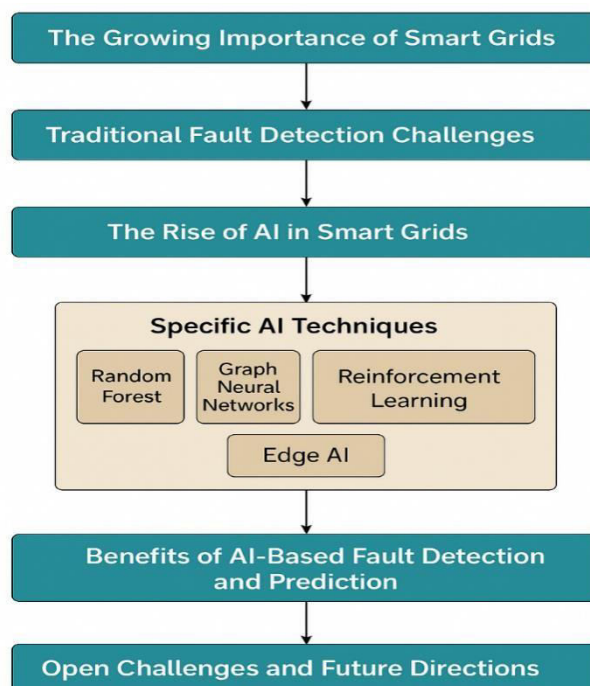 The Growing Importance of Smart Grids
Traditional Fault Detection Challenges
The Rise of AI in Smart Grids
Specific AI Techniques
Random
Forest
Graph
Neural
Networks
Reinforcement
Learning
Edge AI
Benefits of AI-Based Fault Detection
and Prediction
Open Challenges and Future Directions